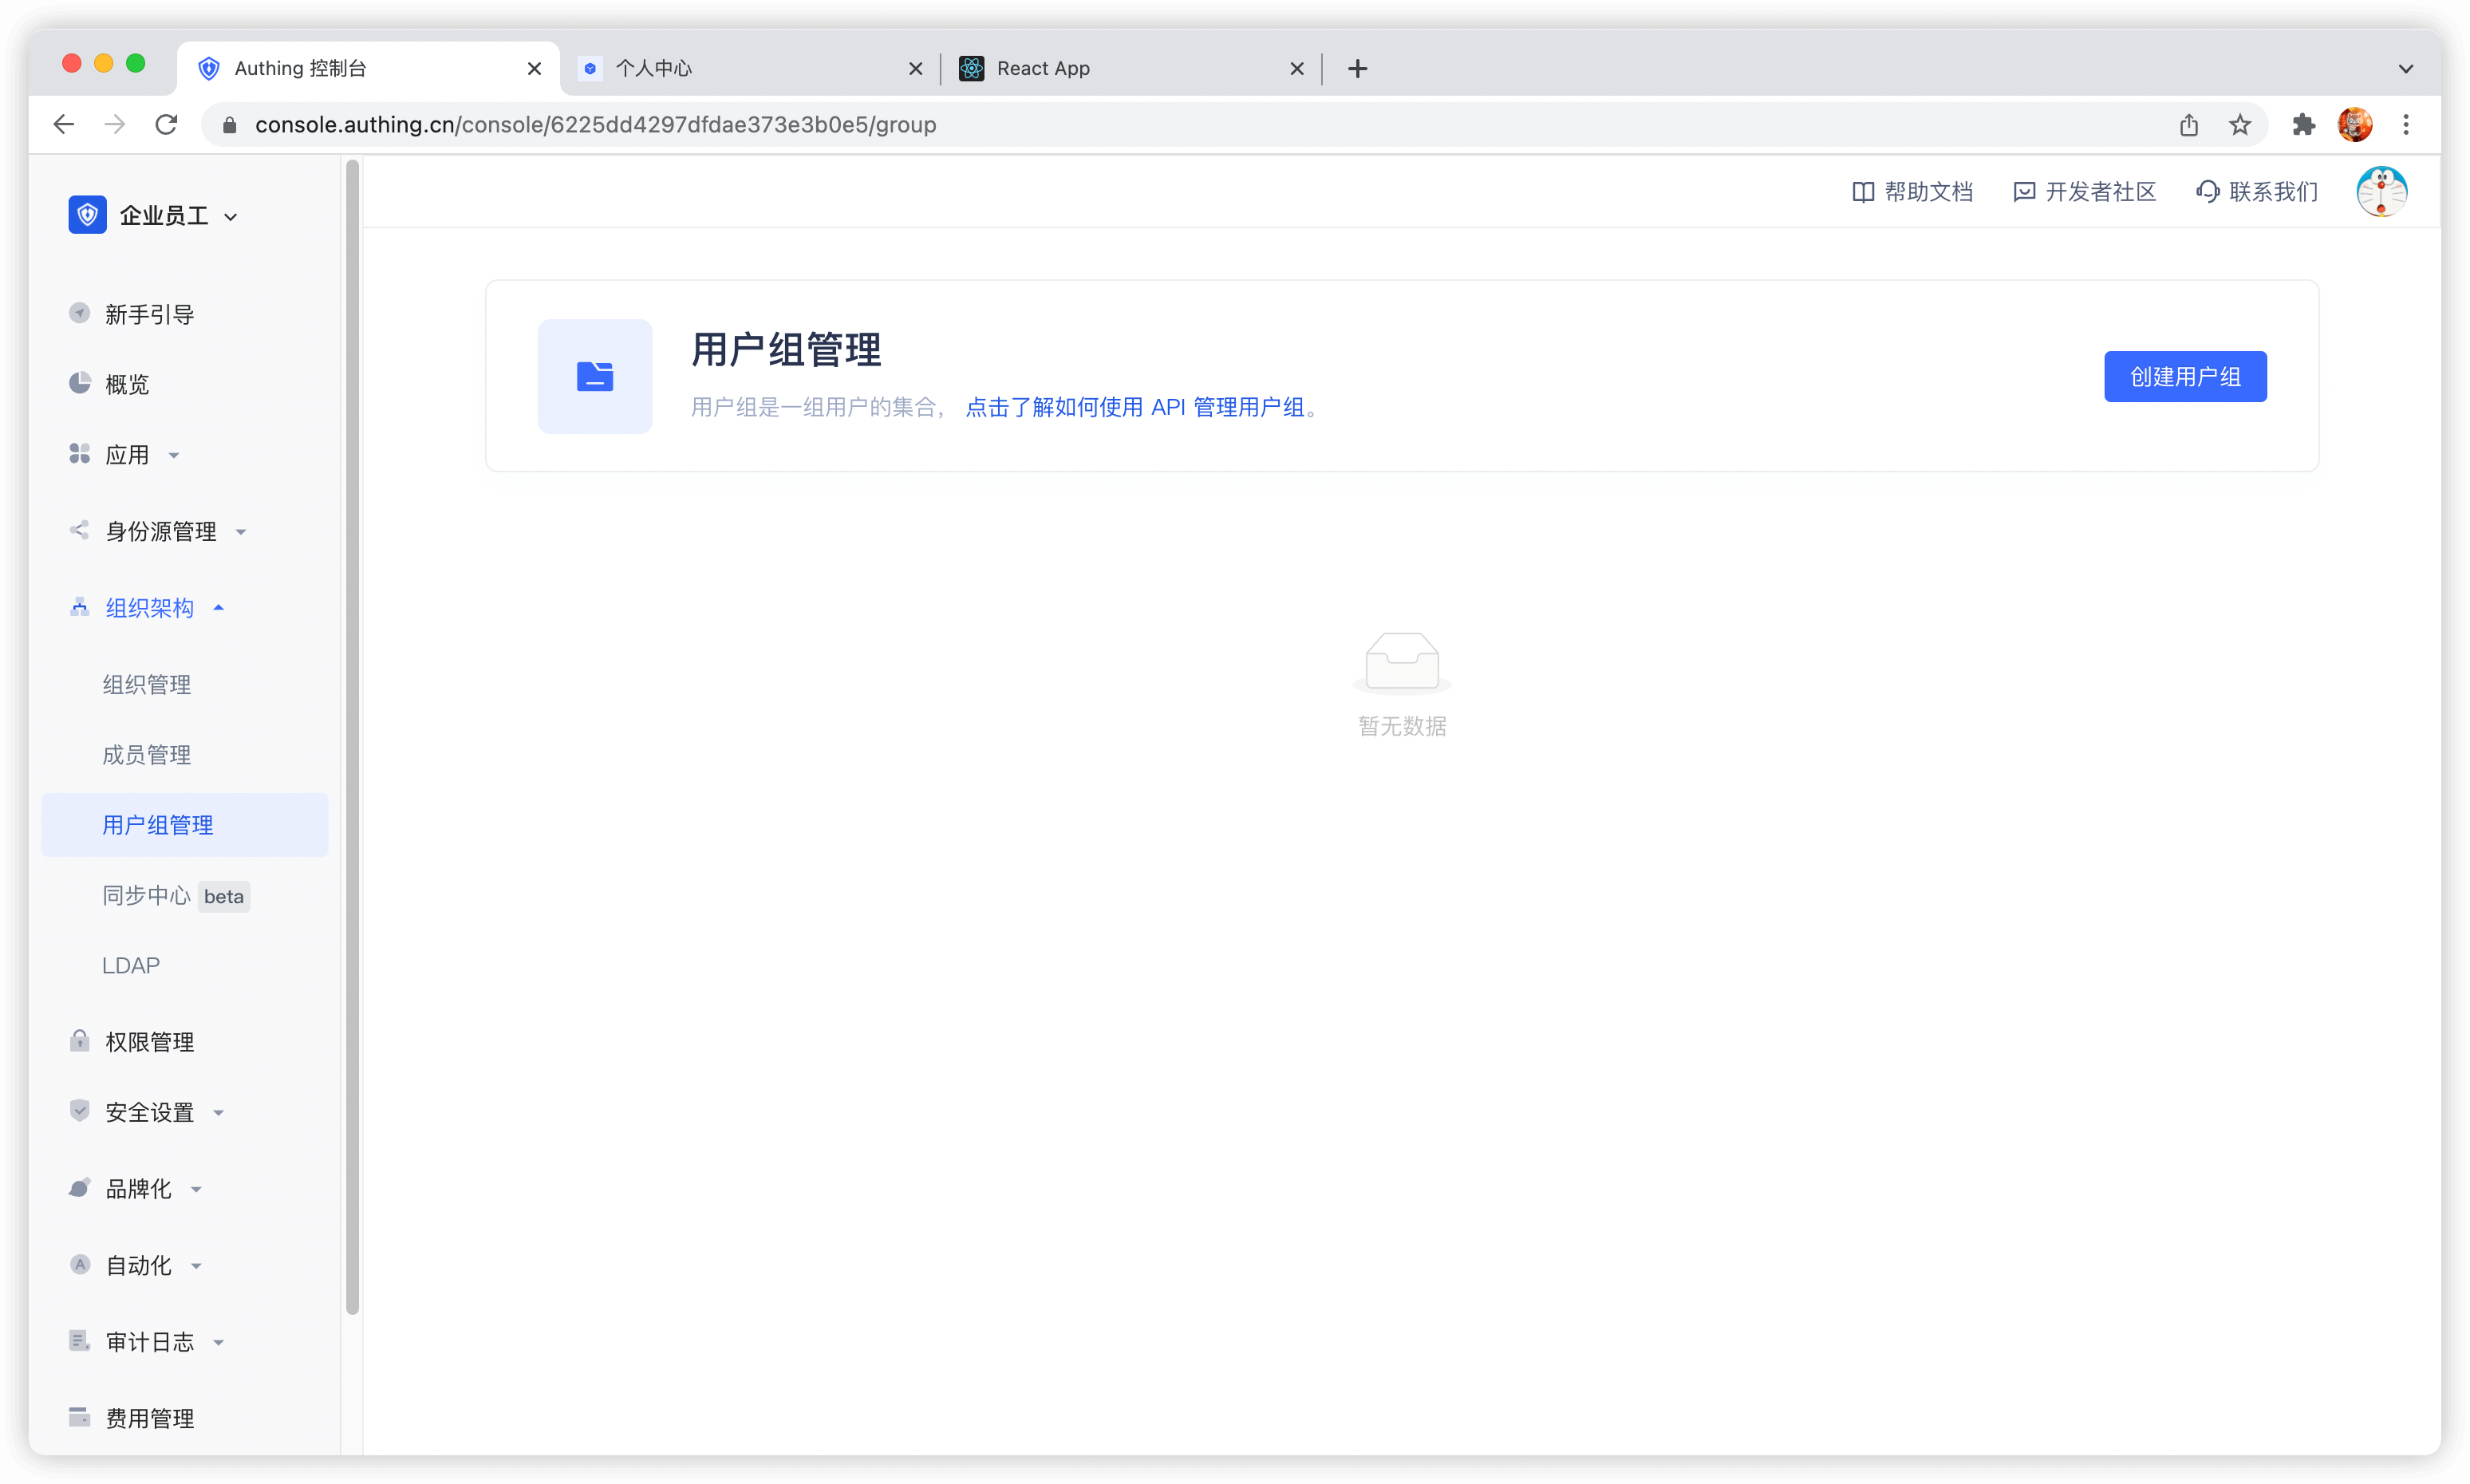 Authing 控制台
个人中心
React App
console.authing.cn/console/6225dd4297dfdae373e3b0e5/group
帮助文档
开发者社区
联系我们
企业员工
新手引导
概览
应用
身份源管理
组织架构
组织管理
成员管理
用户组管理
同步中心 beta
LDAP
权限管理
安全设置
品牌化
自动化
审计日志
费用管理
用户组管理
用户组是一组用户的集合， 点击了解如何使用 API 管理用户组。
创建用户组
暂无数据